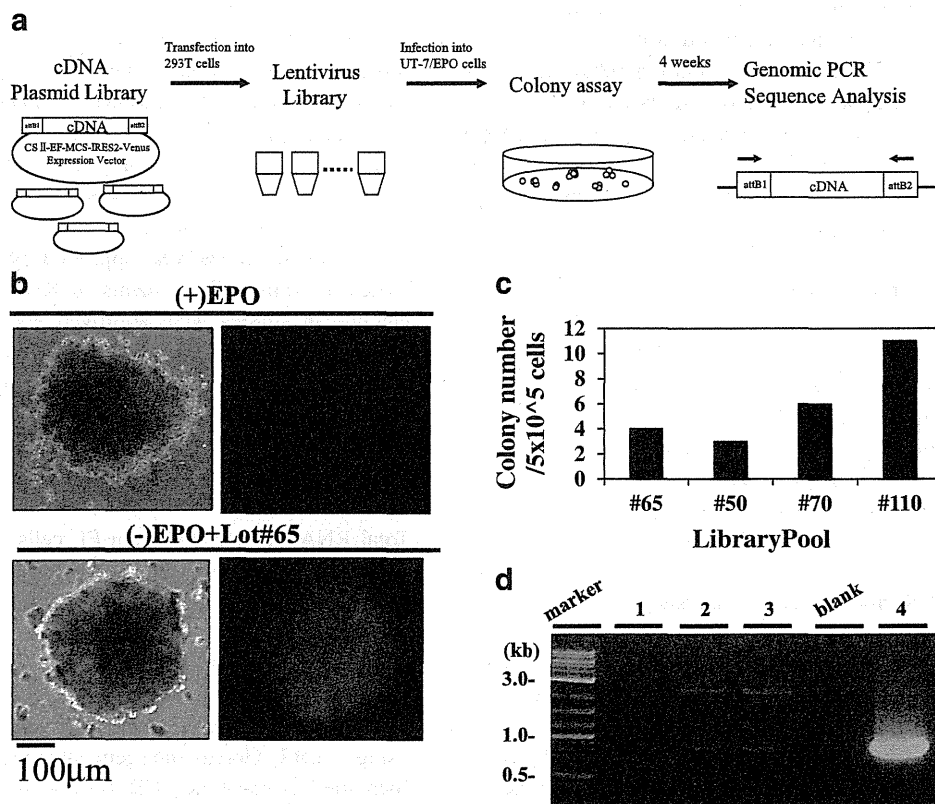 a
Transfection into
293T cells
Infection into
UT-7/EPO cells
4 weeks
cDNA
Plasmid Library
Lentivirus
Library
Colony assay
Genomic PCR
Sequence Analysis
attB1 cDNA attB2
CSⅡ-EF-MCS-IRES2-Venus
Expression Vector
attB1 cDNA attB2
b
(+)EPO
(-)EPO+Lot#65
100μm
c
Colony number
/5x10^5 cells
12
10
8
6
4
2
0
#65 #50 #70 #110
LibraryPool
d
marker 1 2 3 blank 4
(kb)
3.0-
1.0-
0.5-